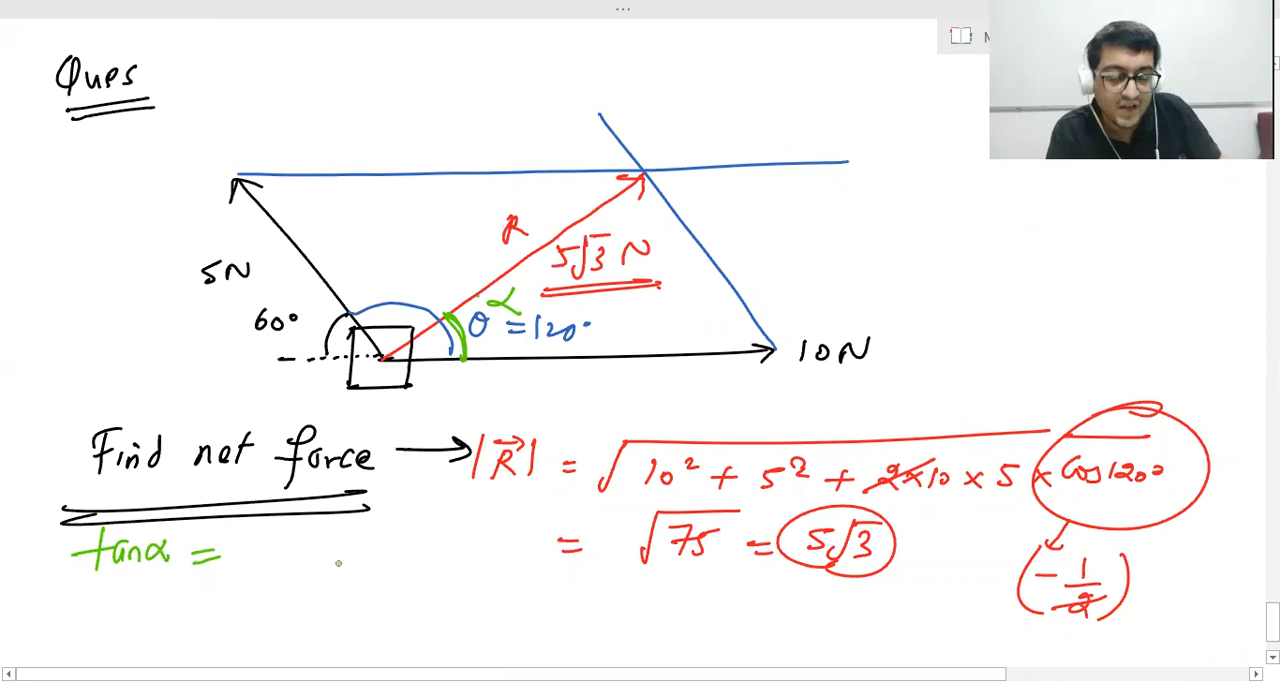 Ques
R
5√3 N
5N
60°
α
θ = 120°
10N
Find net force → |R⃗| = √10² + 5² + 2×10 × 5 × Cos120°
tanα =
= √75 = 5√3
(-1/2)